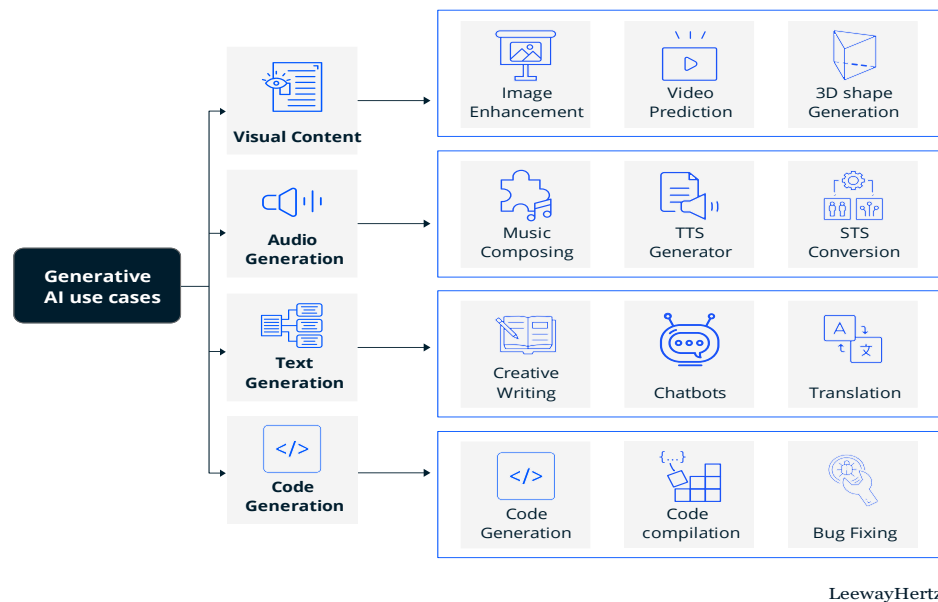 Generative
AI use cases
Visual Content
Image
Enhancement
Video
Prediction
3D shape
Generation
Audio
Generation
Music
Composing
TTS
Generator
STS
Conversion
Text
Generation
Creative
Writing
Chatbots
A
文
Translation
</>
Code
Generation
</>
Code
Generation
{...}
Code
compilation
Bug Fixing
LeewayHertz